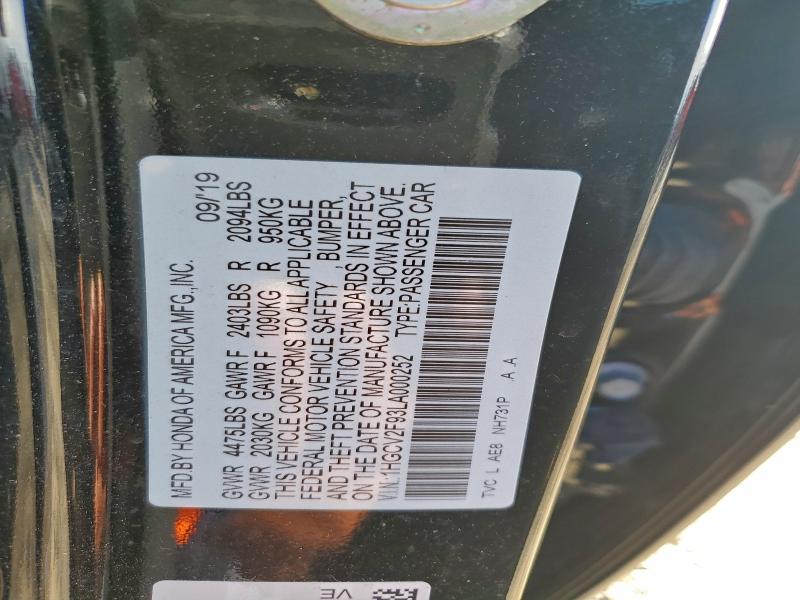 MFD.BY HONDA OF AMERICA MFG.,INC. 09/19
GVWR 4475LBS GAWR F 2403LBS R 2094LBS
GVWR 2030KG GAWR F 1090KG R 950KG
THIS VEHICLE CONFORMS TO ALL APPLICABLE
FEDERAL MOTOR VEHICLE SAFETY , BUMPER,
AND THEFT PREVENTION STANDARDS IN EFFECT
ON THE DATE OF MANUFACTURE SHOWN ABOVE.
V.I.N.:1HGCV2F93LA000252 TYPE:PASSENGER CAR
TVC L AE8 NH731P .A .A
VE